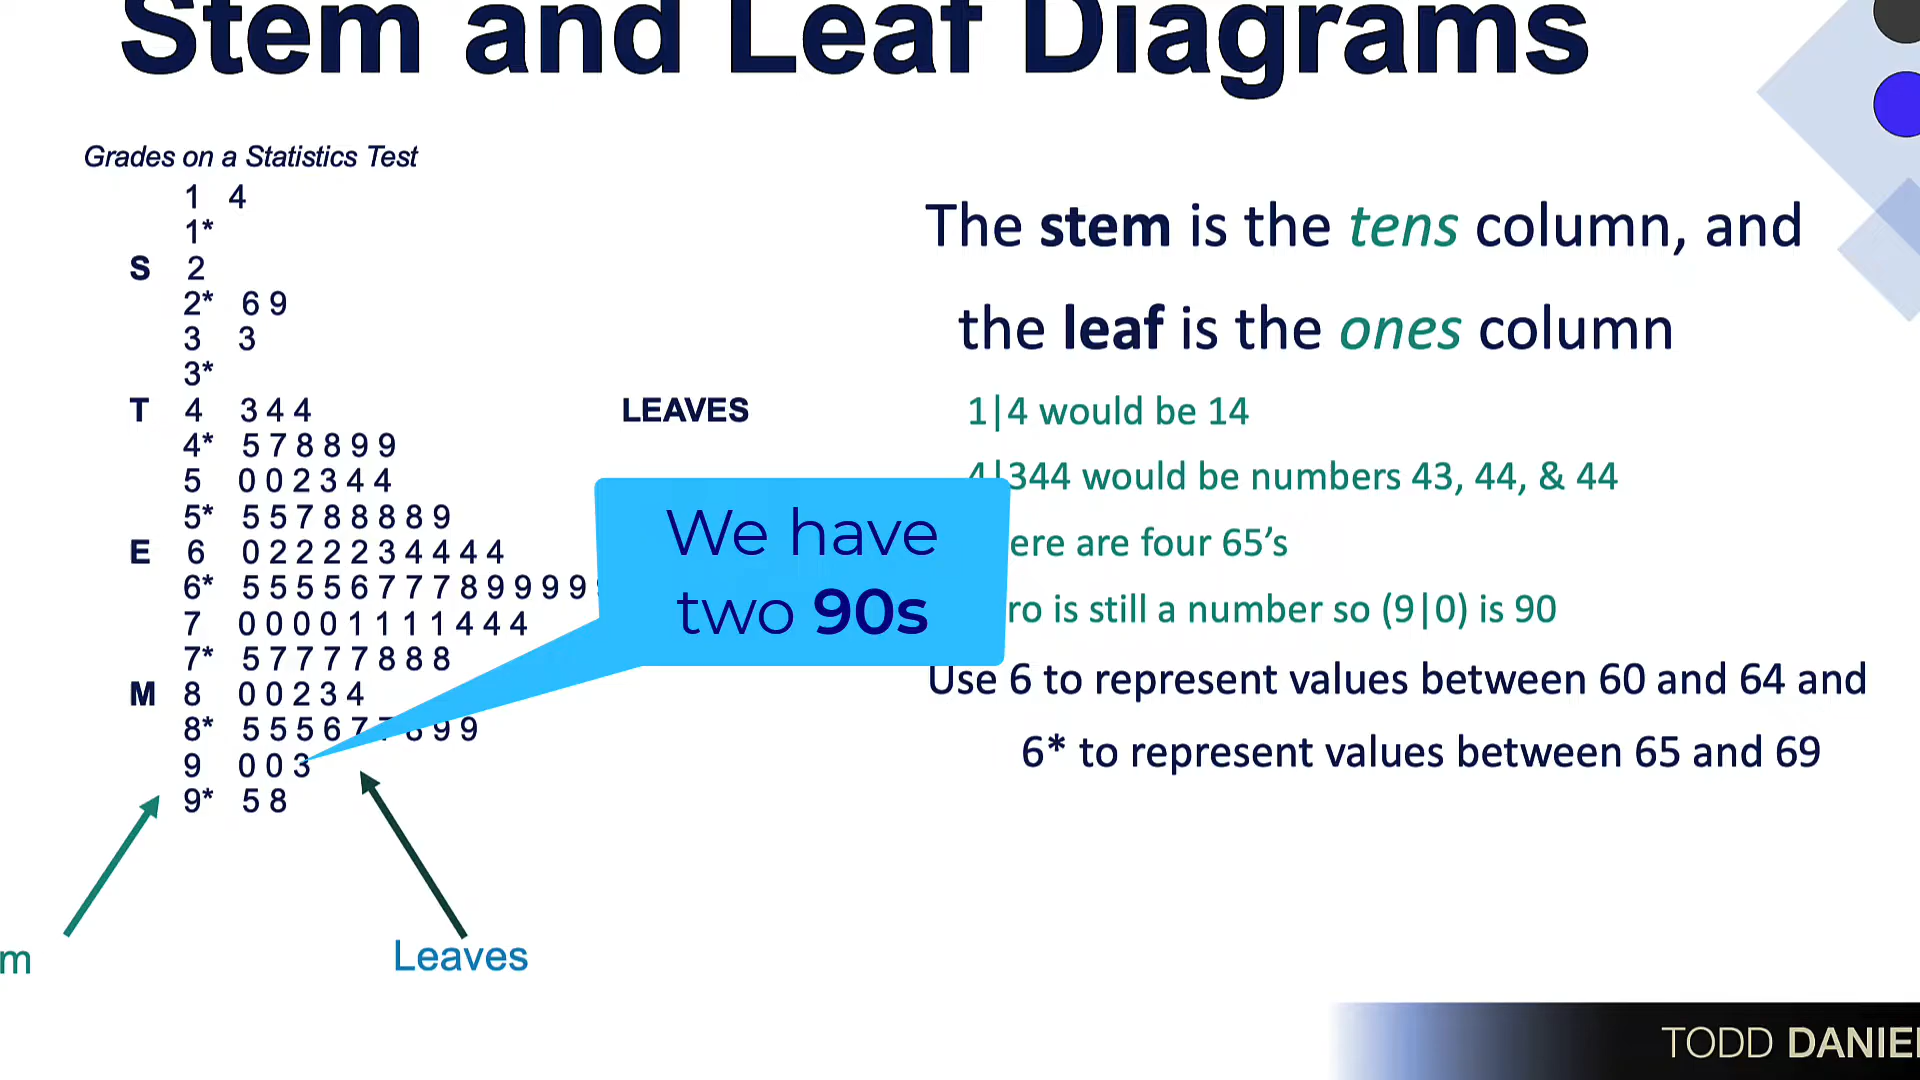 Stem and Leaf Diagrams
Grades on a Statistics Test
1 4
1*
S 2
2* 6 9
3 3
3*
T 4 3 4 4
4* 5 7 8 8 9 9
5 0 0 2 3 4 4
5* 5 5 7 8 8 8 8 9
E 6 0 2 2 2 2 3 4 4 4 4
6* 5 5 5 5 6 7 7 7 8 9 9 9 9
7 0 0 0 0 1 1 1 1 4 4 4
7* 5 7 7 7 7 8 8 8
M 8 0 0 2 3 4
8* 5 5 5 6 7 9 9
9 0 0 3
9* 5 8
LEAVES
We have
two 90s
m
Leaves
The stem is the tens column, and
the leaf is the ones column
1|4 would be 14
4|344 would be numbers 43, 44, & 44
ere are four 65’s
ro is still a number so (9|0) is 90
Use 6 to represent values between 60 and 64 and
6* to represent values between 65 and 69
TODD DANIE